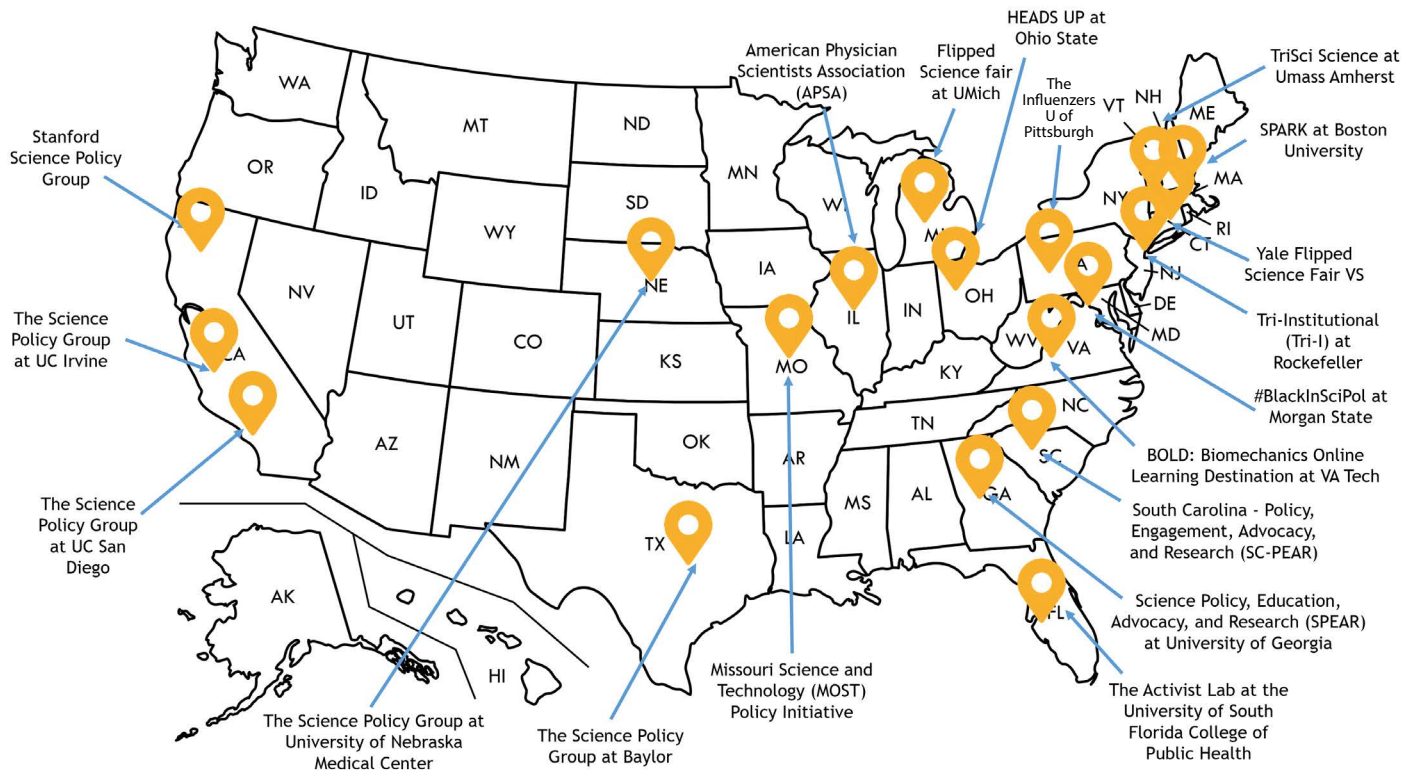 HEADS UP at
Ohio State
American Physician
Scientists Association
(APSA)
Flipped
Science fair
at UMich
The
Influenzers
U of
Pittsburgh
TriSci Science at
Umass Amherst
SPARK at Boston
University
Stanford
Science Policy
Group
The Science
Policy Group
at UC Irvine
The Science
Policy Group
at UC San
Diego
Yale Flipped
Science Fair VS
Tri-Institutional
(Tri-I) at
Rockefeller
#BlackInSciPol at
Morgan State
BOLD: Biomechanics Online
Learning Destination at VA Tech
South Carolina - Policy,
Engagement, Advocacy,
and Research (SC-PEAR)
Science Policy, Education,
Advocacy, and Research (SPEAR)
at University of Georgia
The Activist Lab at the
University of South
Florida College of
Public Health
Missouri Science and
Technology (MOST)
Policy Initiative
The Science Policy
Group at Baylor
The Science Policy Group at
University of Nebraska
Medical Center
WA
MT
ND
MN
VT
NH
ME
OR
ID
SD
WY
NY
MA
RI
CT
NJ
DE
MD
NV
UT
CO
NE
IA
IL
IN
OH
WV
VA
KS
MO
KY
NC
AZ
NM
OK
AR
TN
SC
TX
LA
MS
AL
GA
FL
AK
HI